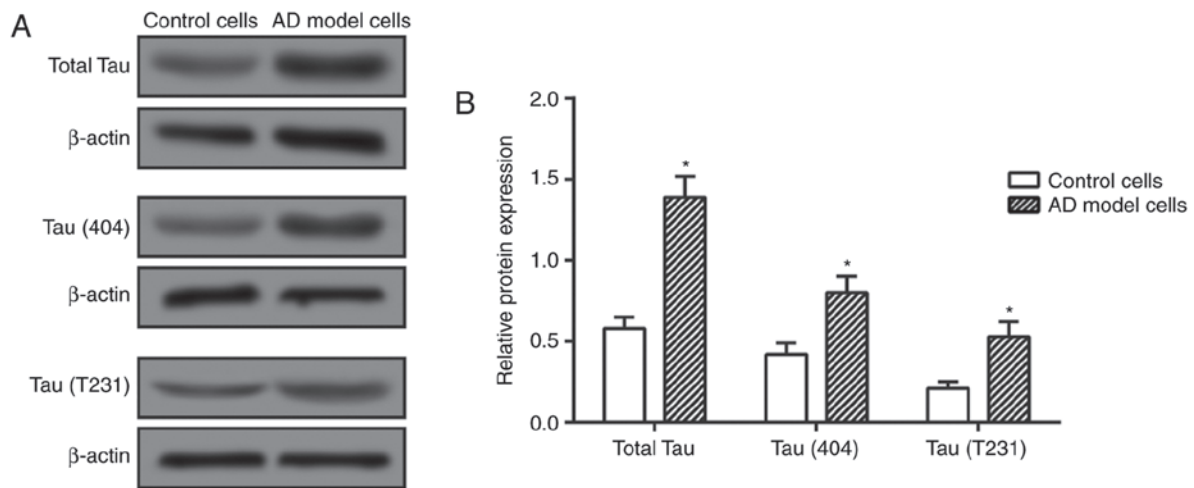 A
Control cells AD model cells
Total Tau
β-actin
Tau (404)
β-actin
Tau (T231)
β-actin
B
Relative protein expression
2.0
1.5
1.0
0.5
0.0
*
*
*
Total Tau
Tau (404)
Tau (T231)
Control cells
AD model cells